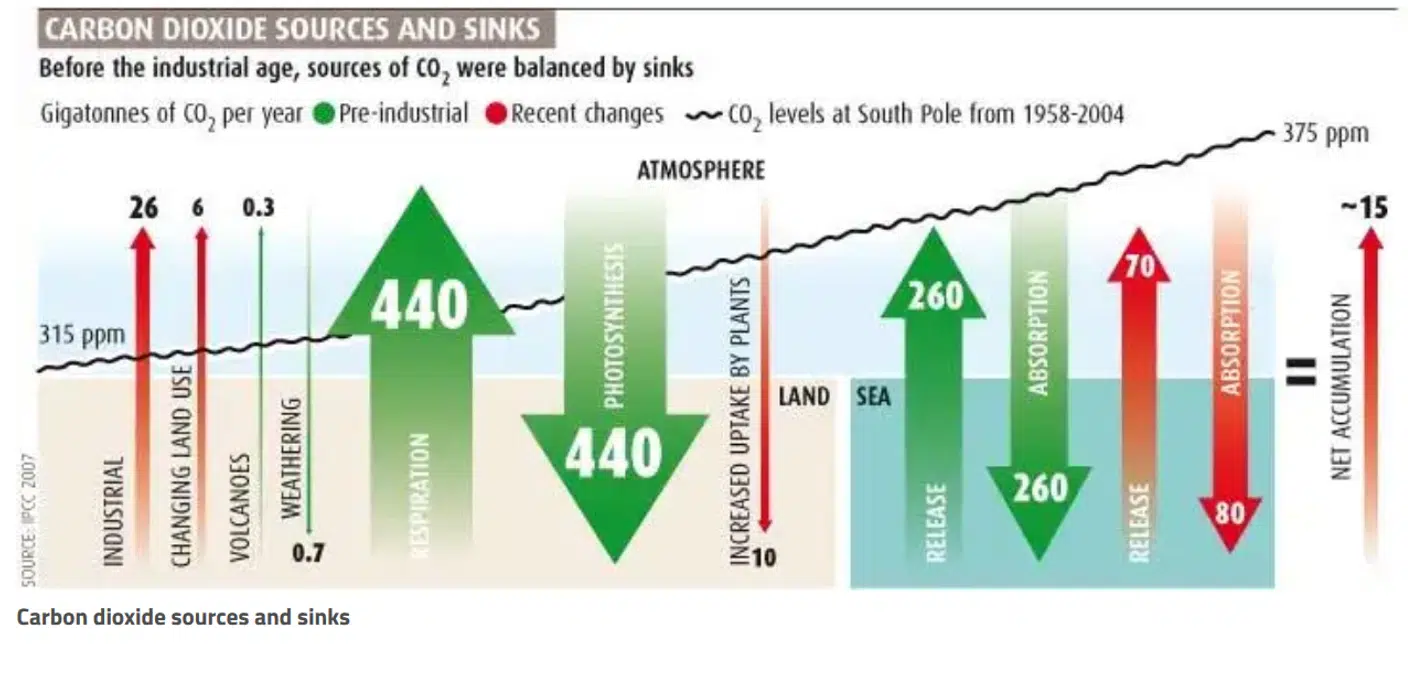 CARBON DIOXIDE SOURCES AND SINKS
Before the industrial age, sources of CO₂ were balanced by sinks
Gigatonnes of CO₂ per year Pre-industrial Recent changes CO₂ levels at South Pole from 1958-2004
375 ppm
ATMOSPHERE
315 ppm
26
INDUSTRIAL
6
CHANGING LAND USE
0.3
VOLCANOES
WEATHERING
0.7
440
RESPIRATION
PHOTOSYNTHESIS
440
INCREASED UPTAKE BY PLANTS
10
LAND
SEA
260
RELEASE
ABSORPTION
260
70
RELEASE
ABSORPTION
80
=
~15
NET ACCUMULATION
SOURCE: IPCC 2007
Carbon dioxide sources and sinks